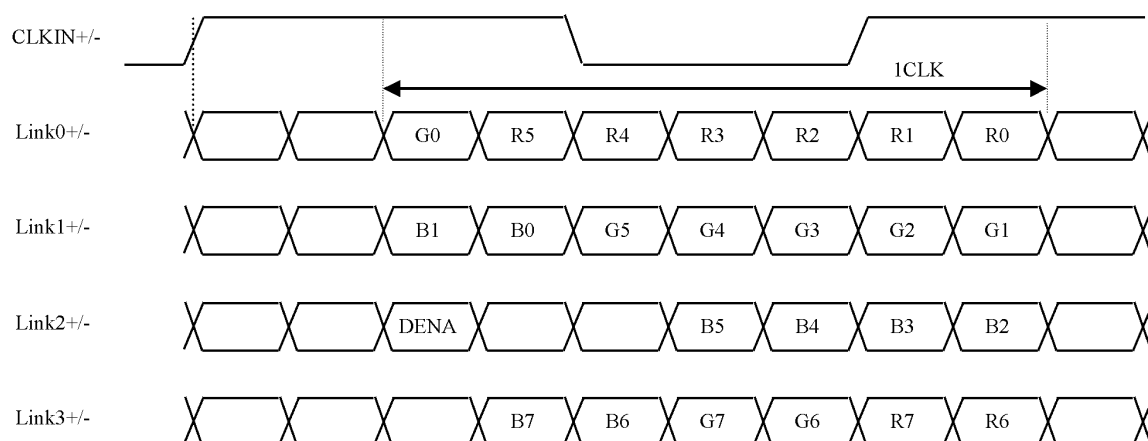 CLKIN+/-
1CLK
Link0+/- G0 R5 R4 R3 R2 R1 R0
Link1+/- B1 B0 G5 G4 G3 G2 G1
Link2+/- DENA B5 B4 B3 B2
Link3+/- B7 B6 G7 G6 R7 R6